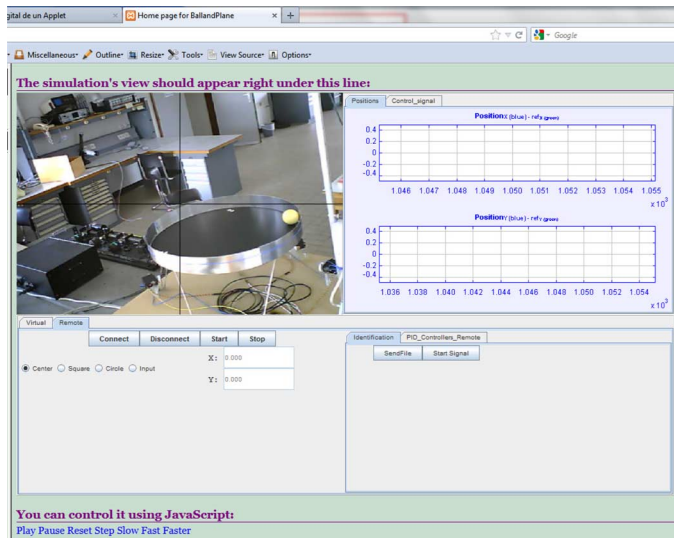 gital de un Applet × Home page for BallandPlane × +
Google
Miscellaneous Outline Resize Tools View Source Options
The simulation's view should appear right under this line:
Positions Control_signal
PositionX (blue) - refX (green)
0.4
0.2
0
-0.2
-0.4
1.046 1.047 1.048 1.049 1.050 1.051 1.052 1.053 1.054 1.055
x 10³
PositionY (blue) - refY (green)
0.4
0.2
0
-0.2
-0.4
1.036 1.038 1.040 1.042 1.044 1.046 1.048 1.050 1.052 1.054
x 10³
Virtual Remote
Connect Disconnect Start Stop
X: 0.000
Center Square Circle Input
Y: 0.000
Identification PID_Controllers_Remote
SendFile Start Signal
You can control it using JavaScript:
Play Pause Reset Step Slow Fast Faster